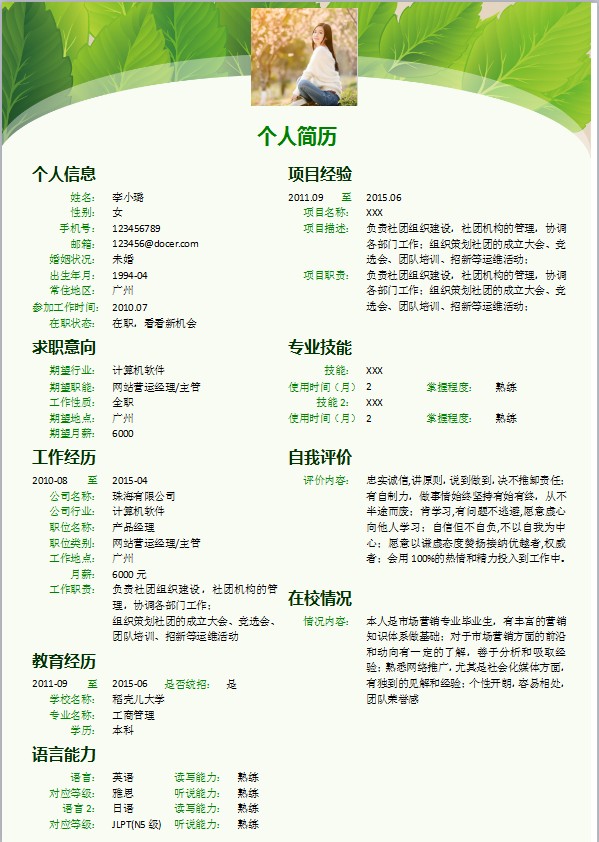 个人简历
个人信息
姓名： 李小璐
性别： 女
手机号： 123456789
邮箱： 123456@docer.com
婚姻状况： 未婚
出生年月： 1994-04
常住地区： 广州
参加工作时间： 2010.07
在职状态： 在职，看看新机会
求职意向
期望行业： 计算机软件
期望职能： 网站营运经理/主管
工作性质： 全职
期望地点： 广州
期望月薪： 6000
工作经历
2010-08 至 2015-04
公司名称： 珠海有限公司
公司行业： 计算机软件
职位名称： 产品经理
职位类别： 网站营运经理/主管
工作地点： 广州
月薪： 6000 元
工作职责： 负责社团组织建设，社团机构的管
理，协调各部门工作；
组织策划社团的成立大会、竞选会、
团队培训、招新等运维活动
教育经历
2011-09 至 2015-06 是否统招： 是
学校名称： 稻壳儿大学
专业名称： 工商管理
学历： 本科
语言能力
语言： 英语 读写能力： 熟练
对应等级： 雅思 听说能力： 熟练
语言 2： 日语 读写能力： 熟练
对应等级： JLPT(N5 级) 听说能力： 熟练
项目经验
2011.09 至 2015.06
项目名称： XXX
项目描述： 负责社团组织建设，社团机构的管理，协调
各部门工作；组织策划社团的成立大会、竞
选会、团队培训、招新等运维活动；
项目职责： 负责社团组织建设，社团机构的管理，协调
各部门工作；组织策划社团的成立大会、竞
选会、团队培训、招新等运维活动；
专业技能
技能： XXX
使用时间（月） 2 掌握程度： 熟练
技能 2： XXX
使用时间（月） 2 掌握程度： 熟练
自我评价
评价内容： 忠实诚信,讲原则，说到做到，决不推卸责任；
有自制力，做事情始终坚持有始有终，从不
半途而废；肯学习,有问题不逃避,愿意虚心
向他人学习；自信但不自负,不以自我为中
心；愿意以谦虚态度赞扬接纳优越者,权威
者；会用 100%的热情和精力投入到工作中。
在校情况
情况内容： 本人是市场营销专业毕业生，有丰富的营销
知识体系做基础；对于市场营销方面的前沿
和动向有一定的了解，善于分析和吸取经
验；熟悉网络推广，尤其是社会化媒体方面，
有独到的见解和经验；个性开朗，容易相处，
团队荣誉感